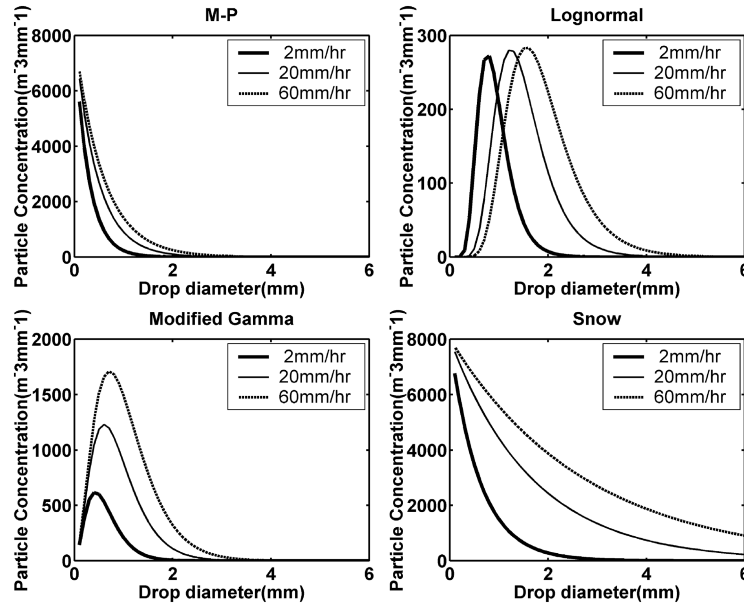 M-P
8000
6000
4000
2000
0
0
2
4
6
Particle Concentration(m⁻3mm⁻1)
Drop diameter(mm)
2mm/hr
20mm/hr
60mm/hr
Lognormal
300
200
100
0
0
2
4
6
Particle Concentration(m⁻3mm⁻1)
Drop diameter(mm)
2mm/hr
20mm/hr
60mm/hr
Modified Gamma
2000
1500
1000
500
0
0
2
4
6
Particle Concentration(m⁻3mm⁻1)
Drop diameter(mm)
2mm/hr
20mm/hr
60mm/hr
Snow
8000
6000
4000
2000
0
0
2
4
6
Particle Concentration(m⁻3mm⁻1)
Drop diameter(mm)
2mm/hr
20mm/hr
60mm/hr